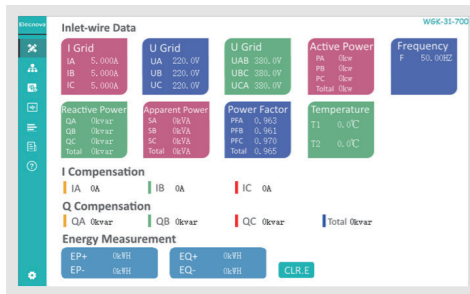 Elecnova
WGK-31-700
Inlet-wire Data
I Grid
IA 5.000A
IB 5.000A
IC 5.000A
U Grid
UA 220.0V
UB 220.0V
UC 220.0V
U Grid
UAB 380.0V
UBC 380.0V
UCA 380.0V
Active Power
PA 0kw
PB 0kw
PC 0kw
Total 0kw
Frequency
F 50.00HZ
Reactive Power
QA 0kvar
QB 0kvar
QC 0kvar
Total 0kvar
Apparent Power
SA 0kVA
SB 0kVA
SC 0kVA
Total 0kVA
Power Factor
PFA 0.963
PFB 0.961
PFC 0.970
Total 0.965
Temperature
T1 0.0℃
T2 0.0℃
I Compensation
IA 0A IB 0A IC 0A
Q Compensation
QA 0kvar QB 0kvar QC 0kvar Total 0kvar
Energy Measurement
EP+ 0kWH EQ+ 0kWH
EP- 0kWH EQ- 0kWH
CLR.E